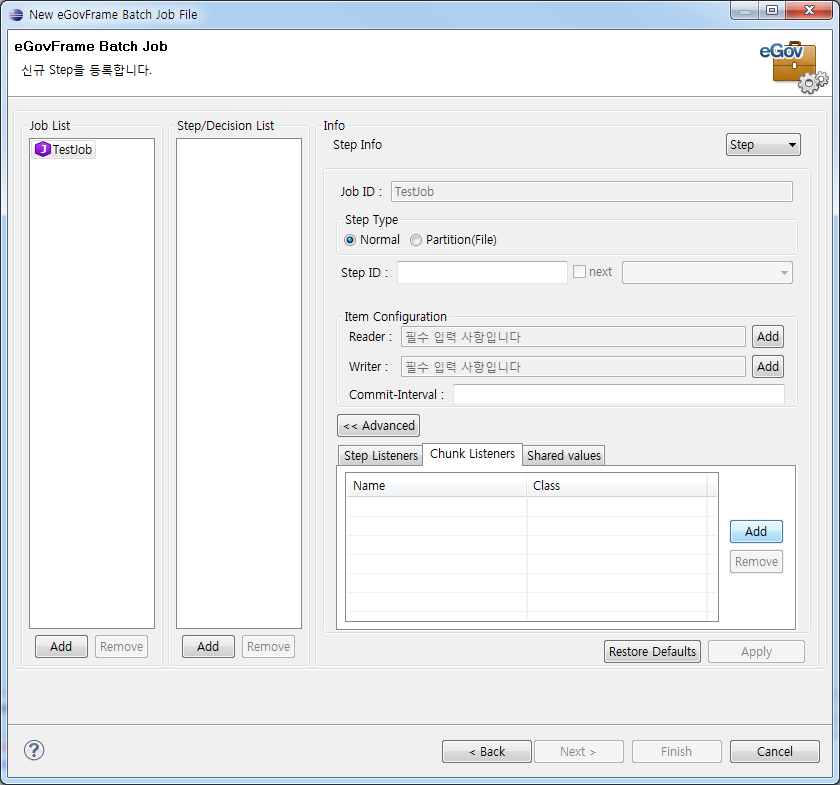 New eGovFrame Batch Job File
eGovFrame Batch Job
신규 Step을 등록합니다.
eGov
Job List
Step/Decision List
Info
J TestJob
Step Info
Step
Job ID :
TestJob
Step Type
Normal
Partition(File)
Step ID :
next
Item Configuration
Reader :
필수 입력 사항입니다
Add
Writer :
필수 입력 사항입니다
Add
Commit-Interval :
<< Advanced
Step Listeners
Chunk Listeners
Shared values
Name
Class
Add
Remove
Add
Remove
Add
Remove
Restore Defaults
Apply
?
< Back
Next >
Finish
Cancel